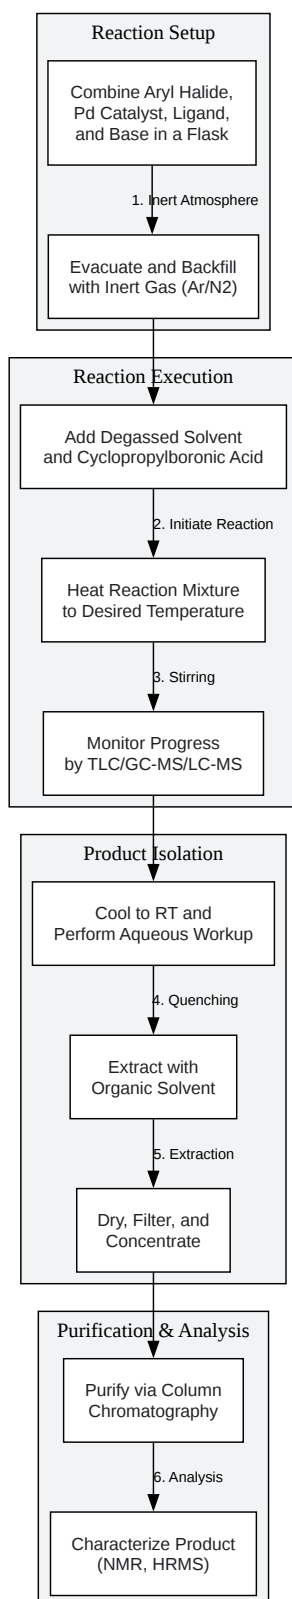 Reaction Setup
Combine Aryl Halide,
Pd Catalyst, Ligand,
and Base in a Flask
1. Inert Atmosphere
Evacuate and Backfill
with Inert Gas (Ar/N2)
Reaction Execution
Add Degassed Solvent
and Cyclopropylboronic Acid
2. Initiate Reaction
Heat Reaction Mixture
to Desired Temperature
3. Stirring
Monitor Progress
by TLC/GC-MS/LC-MS
Product Isolation
Cool to RT and
Perform Aqueous Workup
4. Quenching
Extract with
Organic Solvent
5. Extraction
Dry, Filter, and
Concentrate
Purification & Analysis
Purify via Column
Chromatography
6. Analysis
Characterize Product
(NMR, HRMS)